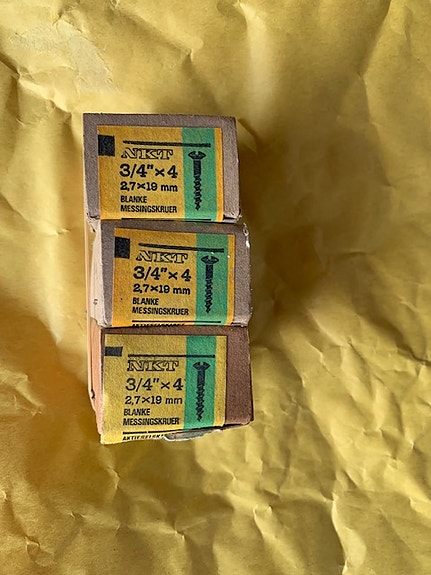 NKT
3/4"×4
2,7×19 mm
BLANKE
MESSINGSKRUER
NKT
3/4"×4
2,7×19 mm
BLANKE
MESSINGSKRUER
NKT
3/4"×4
2,7×19 mm
BLANKE
MESSINGSKRUER